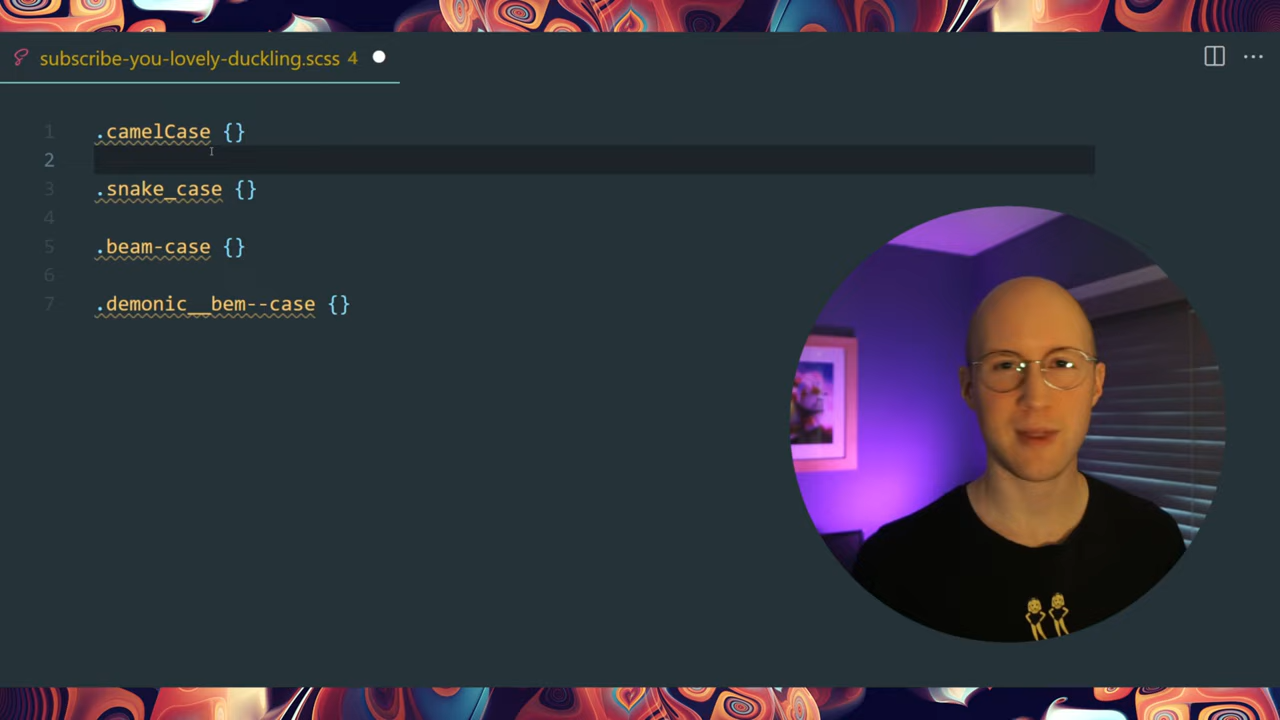 subscribe-you-lovely-duckling.scss 4
1 .camelCase {}
2
3 .snake_case {}
4
5 .beam-case {}
6
7 .demonic__bem--case {}